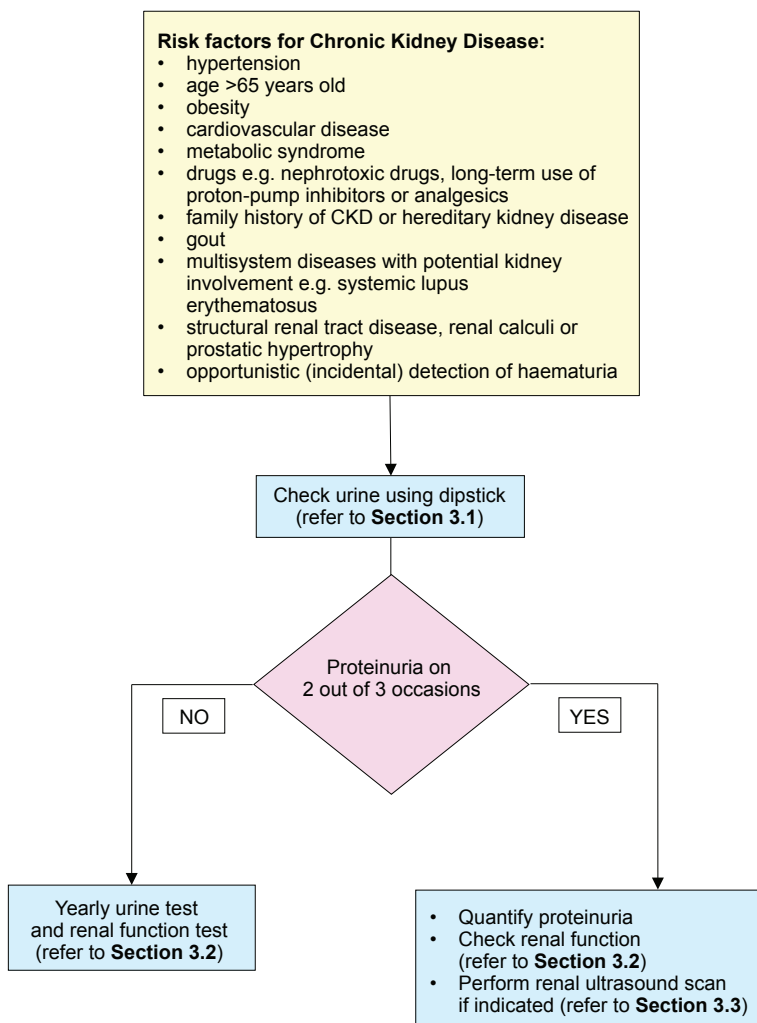 Risk factors for Chronic Kidney Disease:
• hypertension
• age >65 years old
• obesity
• cardiovascular disease
• metabolic syndrome
• drugs e.g. nephrotoxic drugs, long-term use of
proton-pump inhibitors or analgesics
• family history of CKD or hereditary kidney disease
• gout
• multisystem diseases with potential kidney
involvement e.g. systemic lupus
erythematosus
• structural renal tract disease, renal calculi or
prostatic hypertrophy
• opportunistic (incidental) detection of haematuria
Check urine using dipstick
(refer to Section 3.1)
Proteinuria on
2 out of 3 occasions
NO
YES
Yearly urine test
and renal function test
(refer to Section 3.2)
• Quantify proteinuria
• Check renal function
(refer to Section 3.2)
• Perform renal ultrasound scan
if indicated (refer to Section 3.3)